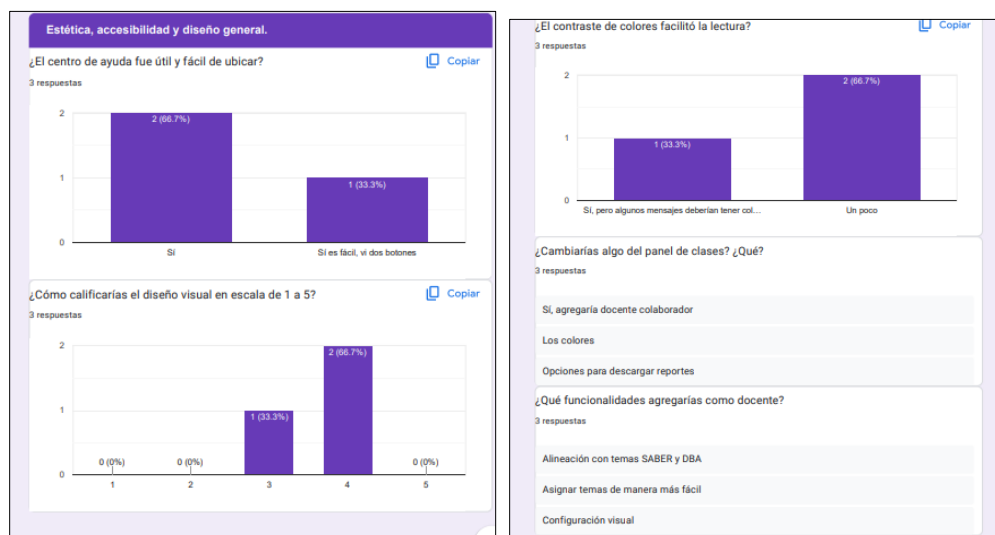 Estética, accesibilidad y diseño general.
¿El centro de ayuda fue útil y fácil de ubicar?
Copiar
3 respuestas
2
1
0
2 (66.7%)
1 (33.3%)
Sí
Sí es fácil, vi dos botones
¿Cómo calificarías el diseño visual en escala de 1 a 5?
Copiar
3 respuestas
2
1
0
0 (0%)
0 (0%)
1 (33.3%)
2 (66.7%)
0 (0%)
1
2
3
4
5
¿El contraste de colores facilitó la lectura?
Copiar
3 respuestas
2
1
0
1 (33.3%)
2 (66.7%)
Sí, pero algunos mensajes deberían tener col...
Un poco
¿Cambiarías algo del panel de clases? ¿Qué?
3 respuestas
Sí, agregaría docente colaborador
Los colores
Opciones para descargar reportes
¿Qué funcionalidades agregarías como docente?
3 respuestas
Alineación con temas SABER y DBA
Asignar temas de manera más fácil
Configuración visual